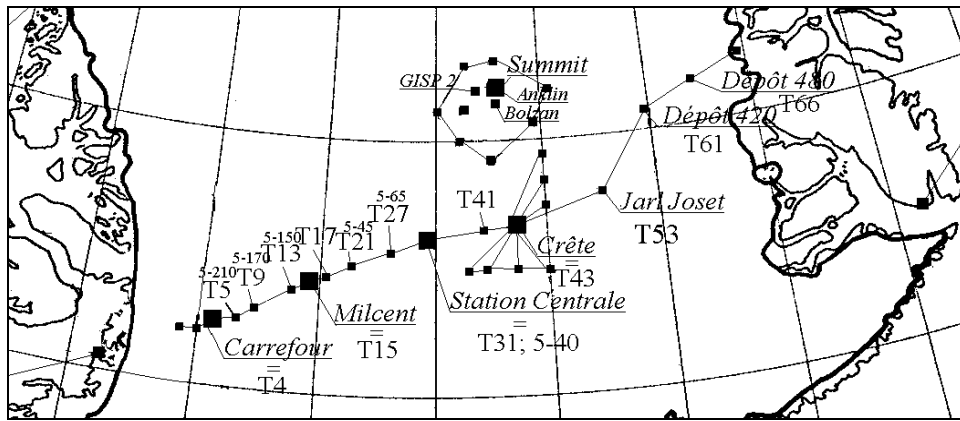 Summit
GISP 2
Anklin
Bolzan
Dépôt 480
T66
Dépôt 420
T61
Jarl Joset
T53
T41
Crête
=
T43
5-65
T27
5-45
T21
T17
5-150
T13
5-170
T9
5-210
T5
Station Centrale
=
T31; 5-40
Milcent
=
T15
Carrefour
=
T4